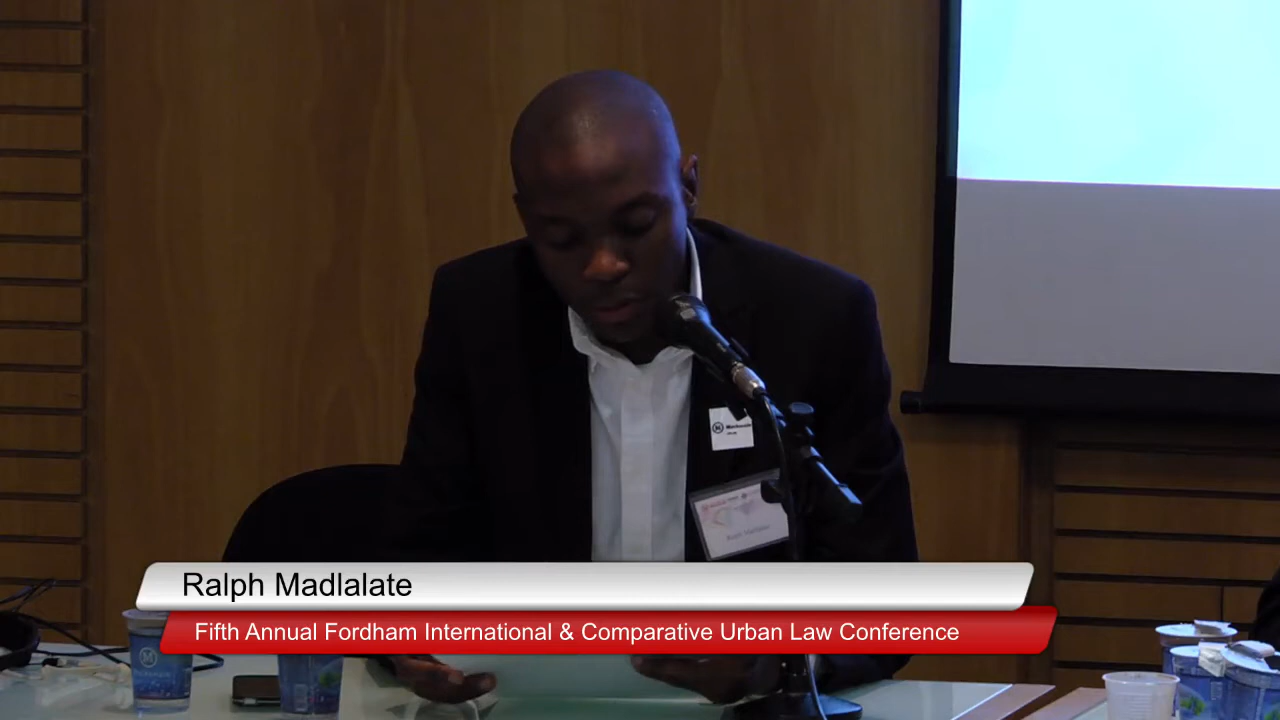 Ralph Madlalate
Fifth Annual Fordham International & Comparative Urban Law Conference